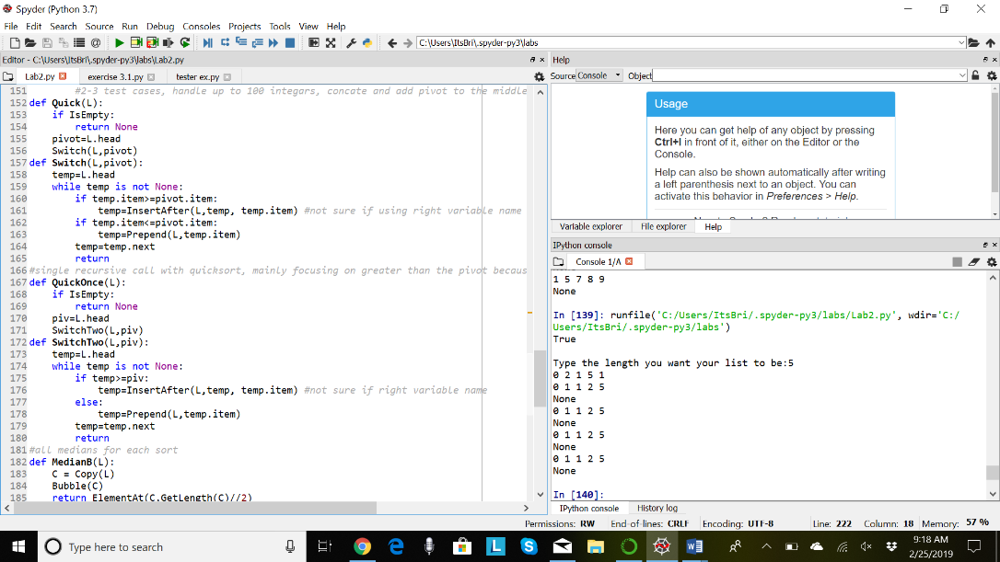 Spyder (Python 3.7)
File Edit Search Source Run Debug Consoles Projects Tools View Help
C:\Users\ItsBri\.spyder-py3\labs
Editor - C:\Users\ItsBri\.spyder-py3\labs\Lab2.py
Lab2.py exercise 3.1.py tester ex.py
151 #2-3 test cases, handle up to 100 integars, concate and add pivot to the middle
152 def Quick(L):
153 if IsEmpty:
154 return None
155 pivot=L.head
156 Switch(L,pivot)
157 def Switch(L,pivot):
158 temp=L.head
159 while temp is not None:
160 if temp.item>=pivot.item:
161 temp=InsertAfter(L,temp, temp.item) #not sure if using right variable name
162 if temp.item<=pivot.item:
163 temp=Prepend(L,temp.item)
164 temp=temp.next
165 return
166 #single recursive call with quicksort, mainly focusing on greater than the pivot becaus
167 def QuickOnce(L):
168 if IsEmpty:
169 return None
170 piv=L.head
171 SwitchTwo(L,piv)
172 def SwitchTwo(L,piv):
173 temp=L.head
174 while temp is not None:
175 if temp>=piv:
176 temp=InsertAfter(L,temp, temp.item) #not sure if right variable name
177 else:
178 temp=Prepend(L,temp.item)
179 temp=temp.next
180 return
181 #all medians for each sort
182 def MedianB(L):
183 C = Copy(L)
184 Bubble(C)
185 return ElementAt(C,GetLength(C)//2)
Help
Source Console Object
Usage
Here you can get help of any object by pressing
Ctrl+I in front of it, either on the Editor or the
Console.
Help can also be shown automatically after writing
a left parenthesis next to an object. You can
activate this behavior in Preferences > Help.
Variable explorer File explorer Help
IPython console
Console 1/A
1 5 7 8 9
None
In [139]: runfile('C:/Users/ItsBri/.spyder-py3/labs/Lab2.py', wdir='C:/
Users/ItsBri/.spyder-py3/labs')
True
Type the length you want your list to be:5
0 2 1 5 1
0 1 1 2 5
None
0 1 1 2 5
None
0 1 1 2 5
None
0 1 1 2 5
None
In [140]:
IPython console History log
Permissions: RW End-of-lines: CRLF Encoding: UTF-8 Line: 222 Column: 18 Memory: 57 %
Type here to search
9:18 AM
2/25/2019